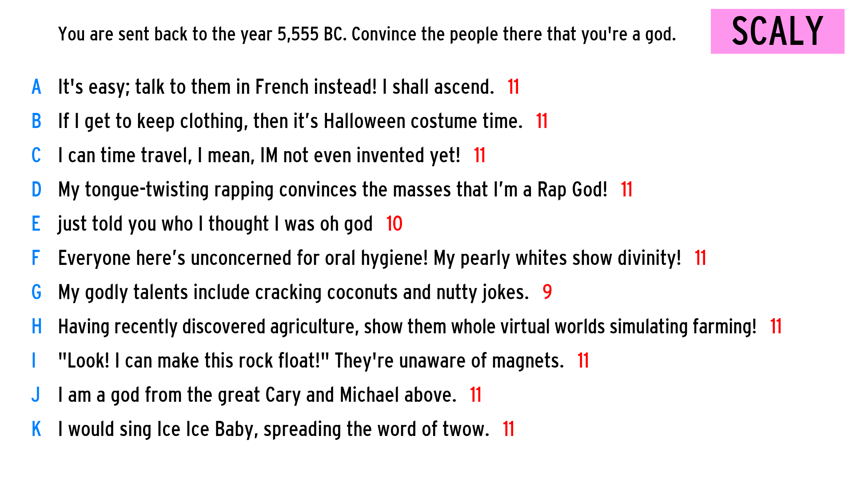 You are sent back to the year 5,555 BC. Convince the people there that you're a god.
SCALY
A It's easy; talk to them in French instead! I shall ascend. 11
B If I get to keep clothing, then it’s Halloween costume time. 11
C I can time travel, I mean, IM not even invented yet! 11
D My tongue-twisting rapping convinces the masses that I’m a Rap God! 11
E just told you who I thought I was oh god 10
F Everyone here’s unconcerned for oral hygiene! My pearly whites show divinity! 11
G My godly talents include cracking coconuts and nutty jokes. 9
H Having recently discovered agriculture, show them whole virtual worlds simulating farming! 11
I "Look! I can make this rock float!" They're unaware of magnets. 11
J I am a god from the great Cary and Michael above. 11
K I would sing Ice Ice Baby, spreading the word of twow. 11